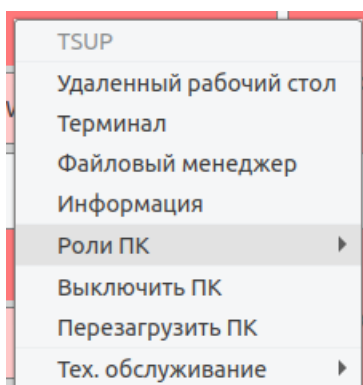 TSUP
Удаленный рабочий стол
Терминал
Файловый менеджер
Информация
Роли ПК
Выключить ПК
Перезагрузить ПК
Тех. обслуживание